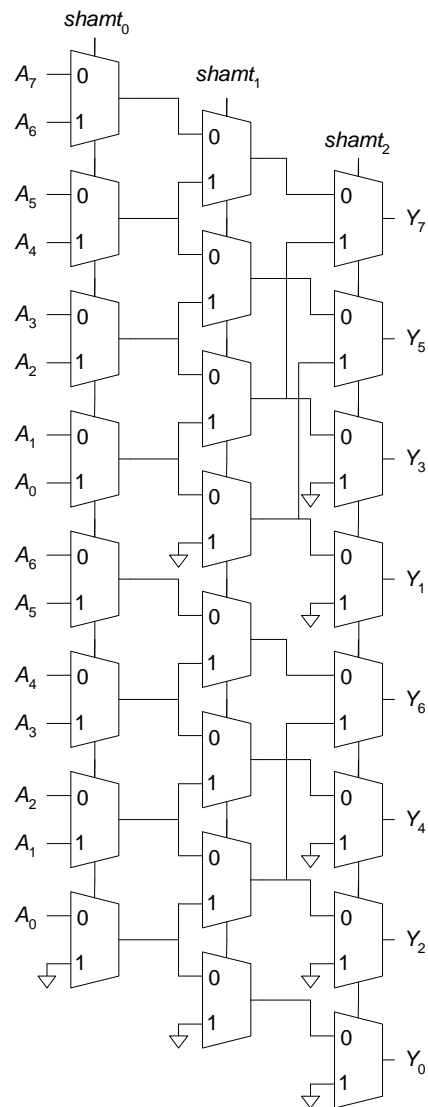 shamt₀
A₇ 0
shamt₁
A₆ 1
0
shamt₂
A₅ 0
1
0
Y₇
A₄ 1
0
1
A₃ 0
1
0
Y₅
A₂ 1
0
1
A₁ 0
1
0
Y₃
A₀ 1
0
1
A₆ 0
1
0
Y₁
A₅ 1
0
1
A₄ 0
1
0
Y₆
A₃ 1
0
1
A₂ 0
1
0
Y₄
A₁ 1
0
1
A₀ 0
1
0
Y₂
1
0
1
1
0
Y₀
1